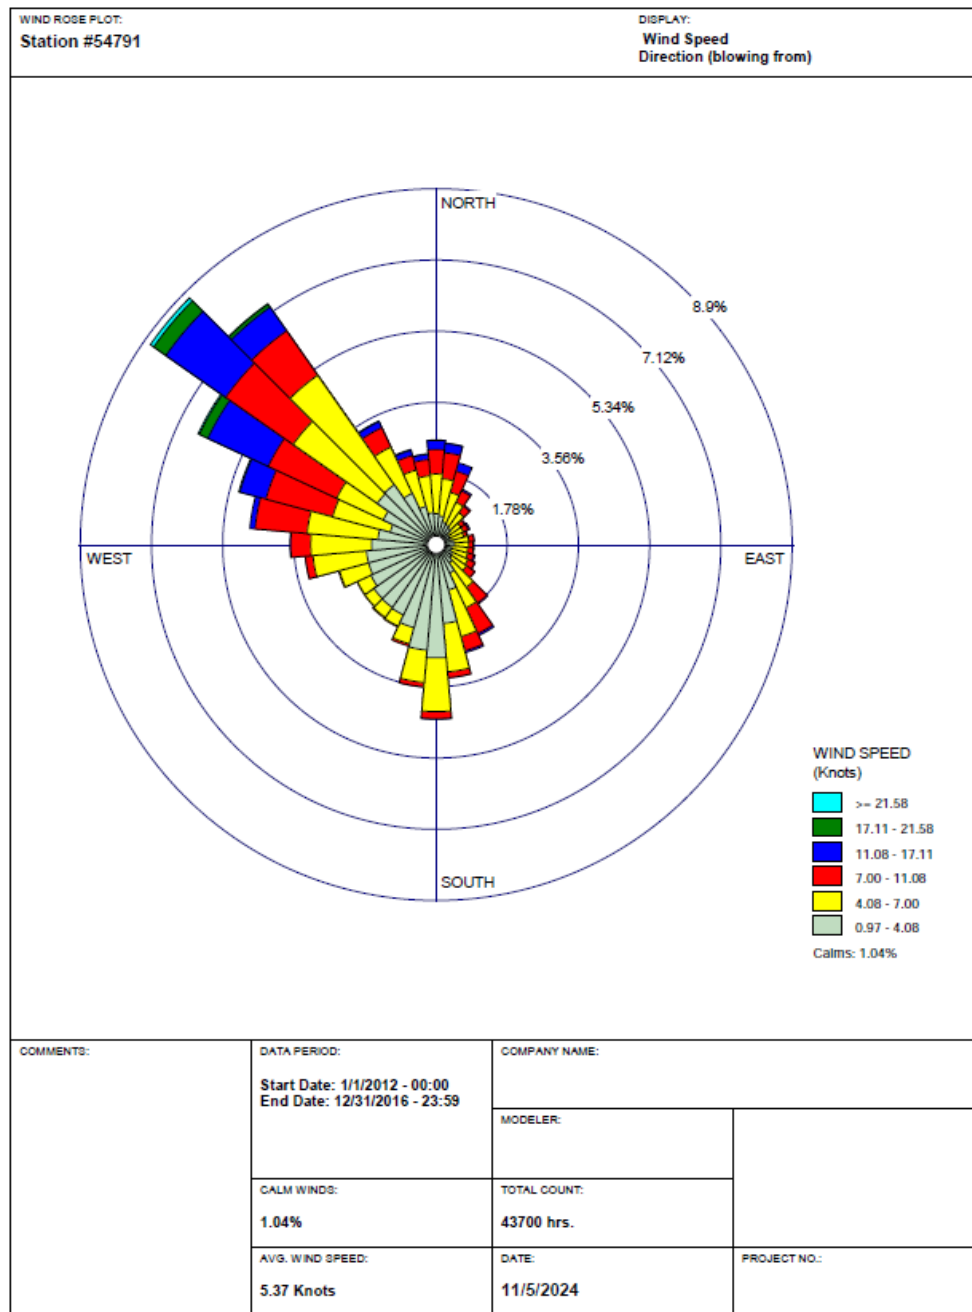 WIND ROSE PLOT:
Station #54791
DISPLAY:
Wind Speed
Direction (blowing from)
NORTH
8.9%
7.12%
5.34%
3.56%
1.78%
WEST
EAST
SOUTH
WIND SPEED
(Knots)
>= 21.58
17.11 - 21.58
11.08 - 17.11
7.00 - 11.08
4.08 - 7.00
0.97 - 4.08
Calms: 1.04%
COMMENTS:
DATA PERIOD:
Start Date: 1/1/2012 - 00:00
End Date: 12/31/2016 - 23:59
COMPANY NAME:
MODELER:
CALM WINDS:
1.04%
TOTAL COUNT:
43700 hrs.
AVG. WIND SPEED:
5.37 Knots
DATE:
11/5/2024
PROJECT NO.: